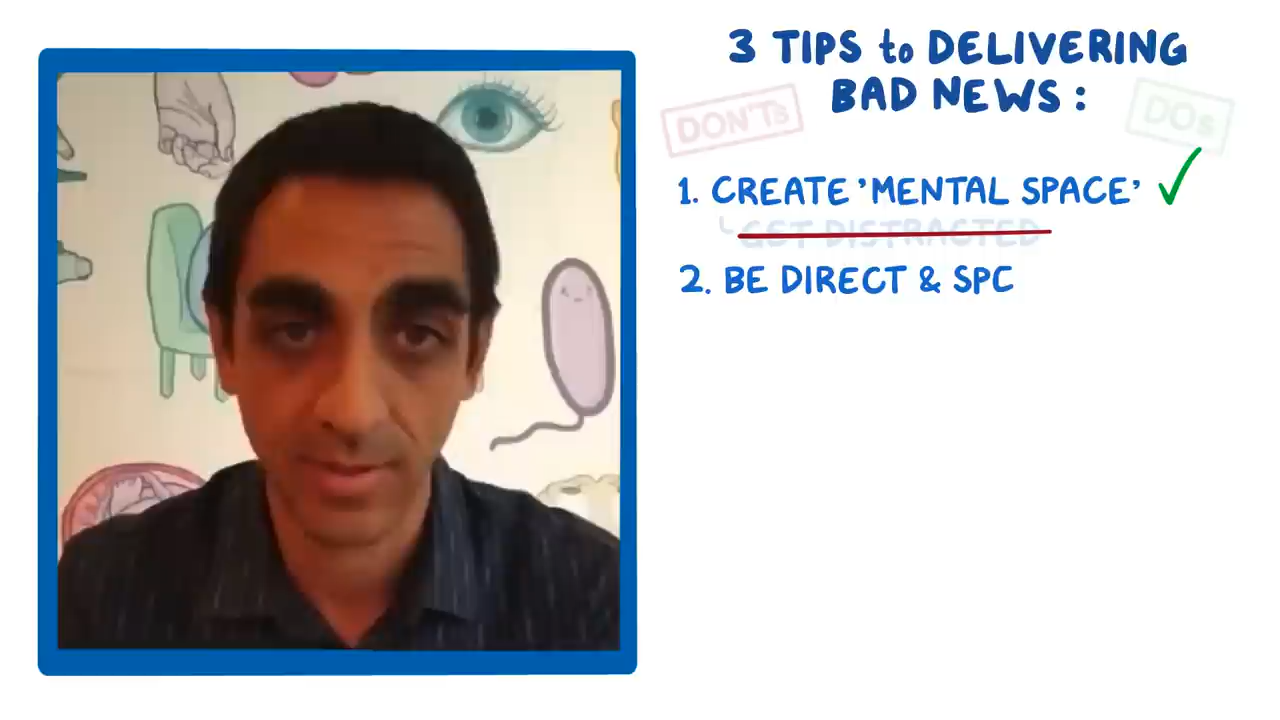 3 TIPS to DELIVERING
BAD NEWS :
DON'Ts
DOs
1. CREATE 'MENTAL SPACE'
GET DISTRACTED
2. BE DIRECT & SPC